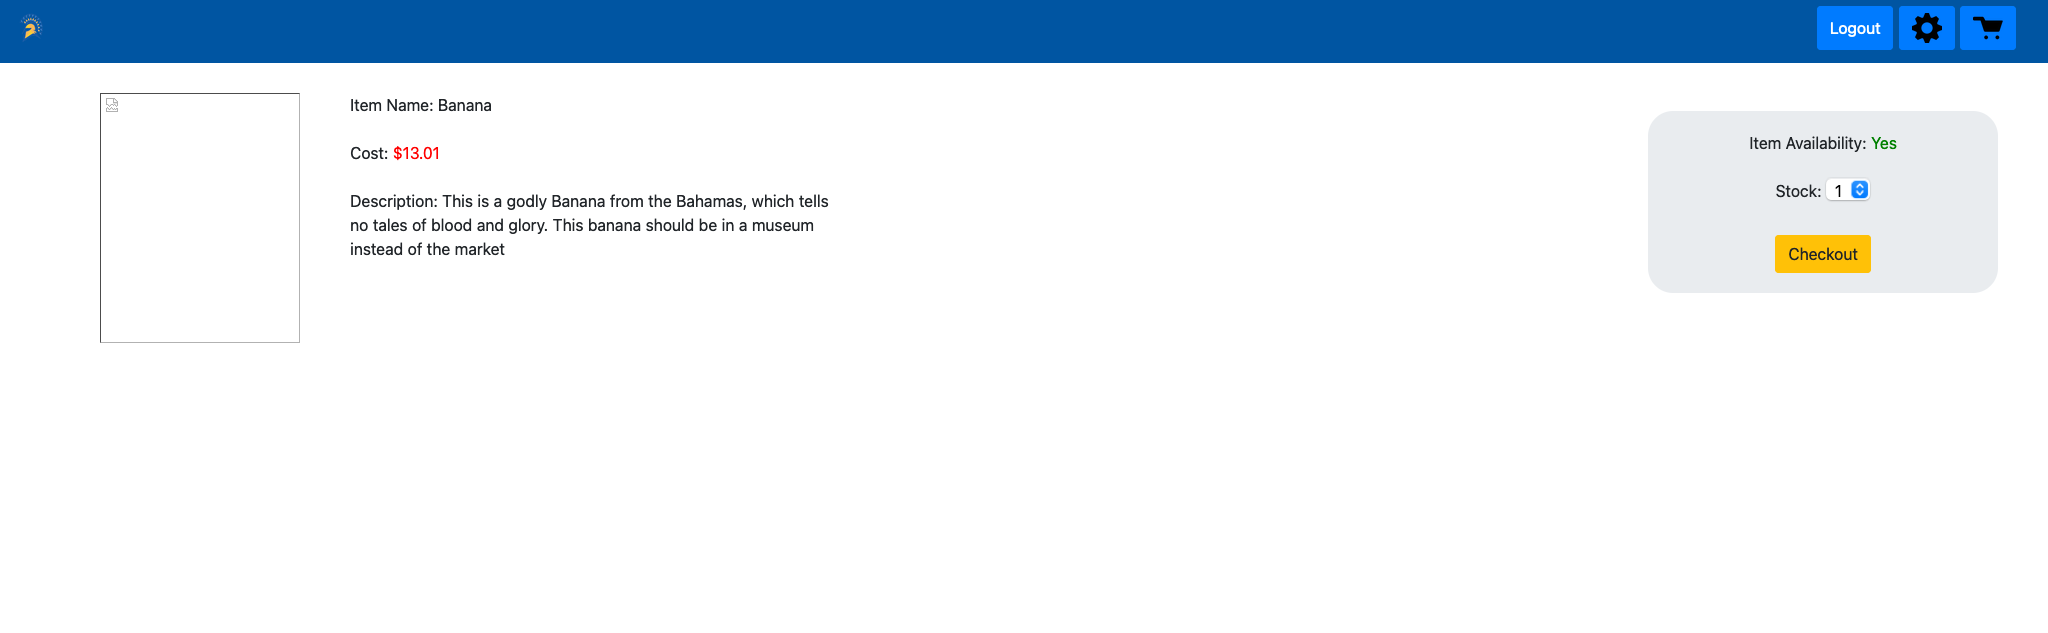 Logout
Item Name: Banana
Cost: $13.01
Description: This is a godly Banana from the Bahamas, which tells
no tales of blood and glory. This banana should be in a museum
instead of the market
Item Availability: Yes
Stock: 1
Checkout